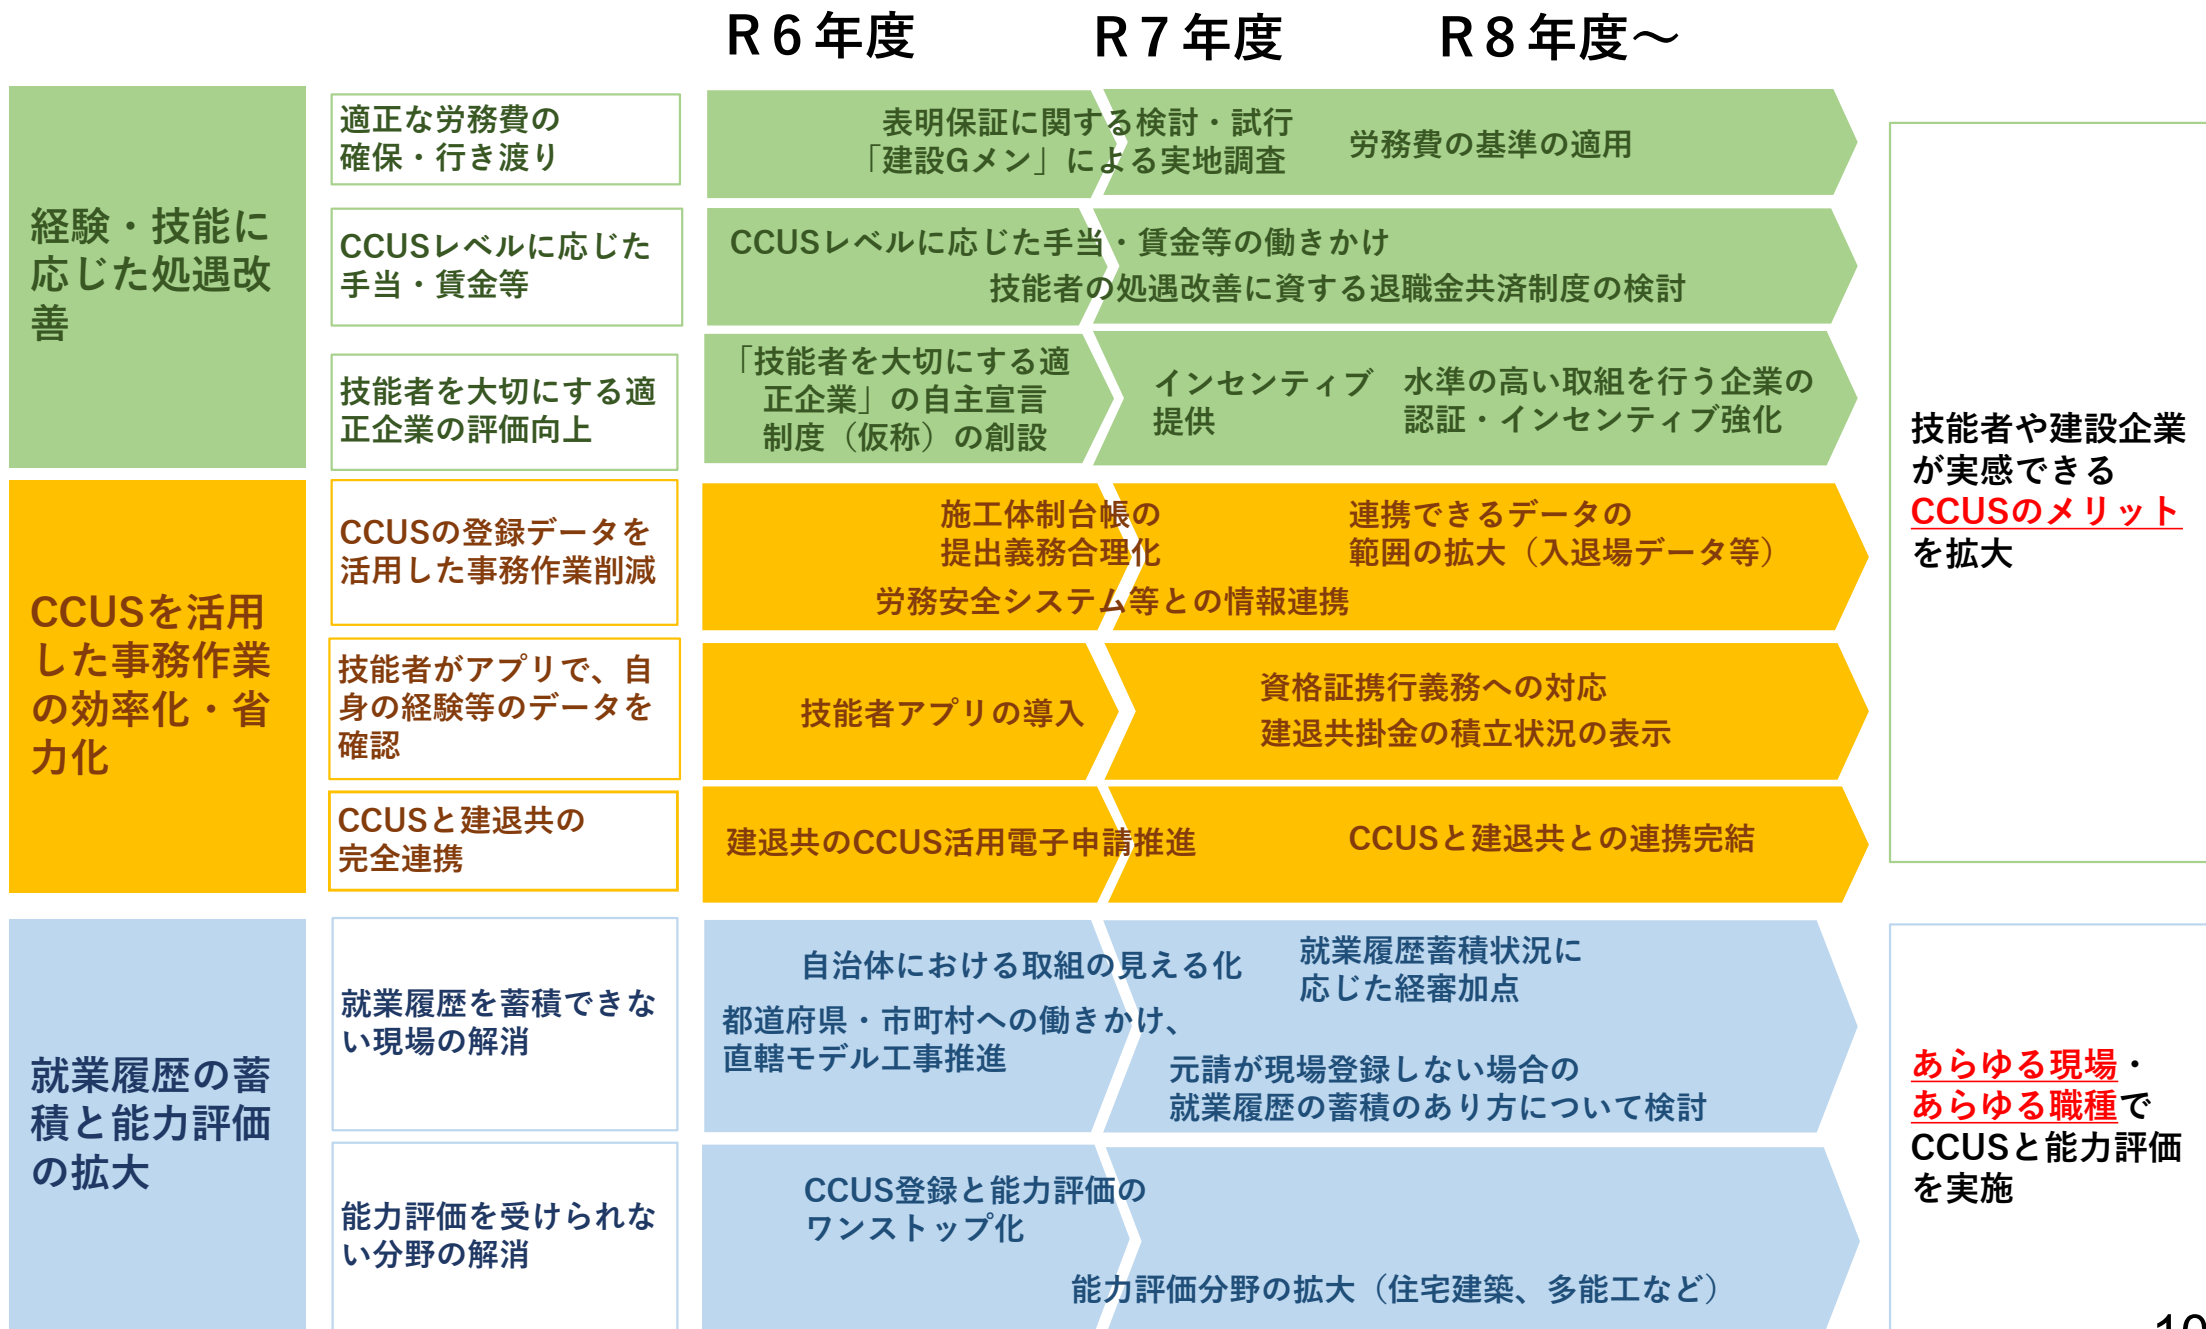 R6年度
R7年度
R8年度～
経験・技能に
応じた処遇改
善
適正な労務費の
確保・行き渡り
表明保証に関する検討・試行
「建設Gメン」による実地調査
労務費の基準の適用
CCUSレベルに応じた
手当・賃金等
CCUSレベルに応じた手当・賃金等の働きかけ
技能者の処遇改善に資する退職金共済制度の検討
技能者を大切にする適
正企業の評価向上
「技能者を大切にする適
正企業」の自主宣言
制度（仮称）の創設
インセンティブ
提供
水準の高い取組を行う企業の
認証・インセンティブ強化
CCUSを活用
した事務作業
の効率化・省
力化
CCUSの登録データを
活用した事務作業削減
施工体制台帳の
提出義務合理化
連携できるデータの
範囲の拡大（入退場データ等）
労務安全システム等との情報連携
技能者がアプリで、自
身の経験等のデータを
確認
技能者アプリの導入
資格証携行義務への対応
建退共掛金の積立状況の表示
CCUSと建退共の
完全連携
建退共のCCUS活用電子申請推進
CCUSと建退共との連携完結
技能者や建設企業
が実感できる
CCUSのメリット
を拡大
就業履歴の蓄
積と能力評価
の拡大
就業履歴を蓄積できな
い現場の解消
自治体における取組の見える化
就業履歴蓄積状況に
応じた経審加点
都道府県・市町村への働きかけ、
直轄モデル工事推進
元請が現場登録しない場合の
就業履歴の蓄積のあり方について検討
能力評価を受けられな
い分野の解消
CCUS登録と能力評価の
ワンストップ化
能力評価分野の拡大（住宅建築、多能工など）
あらゆる現場・
あらゆる職種で
CCUSと能力評価
を実施